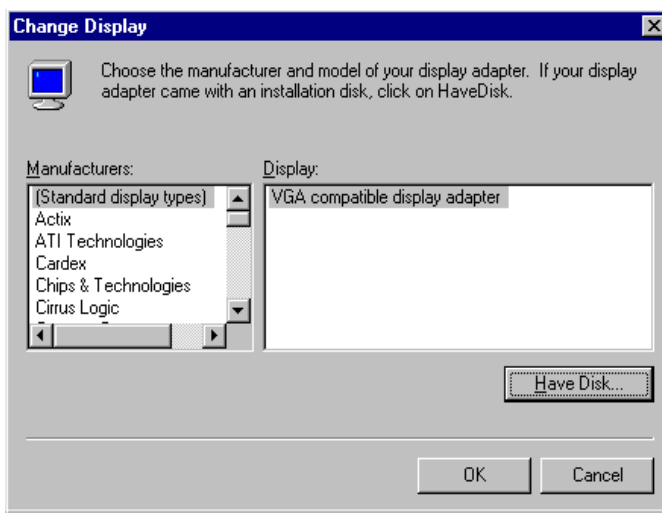 Change Display
Choose the manufacturer and model of your display adapter. If your display
adapter came with an installation disk, click on HaveDisk.
Manufacturers:
(Standard display types)
Actix
ATI Technologies
Cardex
Chips & Technologies
Cirrus Logic
Display:
VGA compatible display adapter
Have Disk...
OK
Cancel